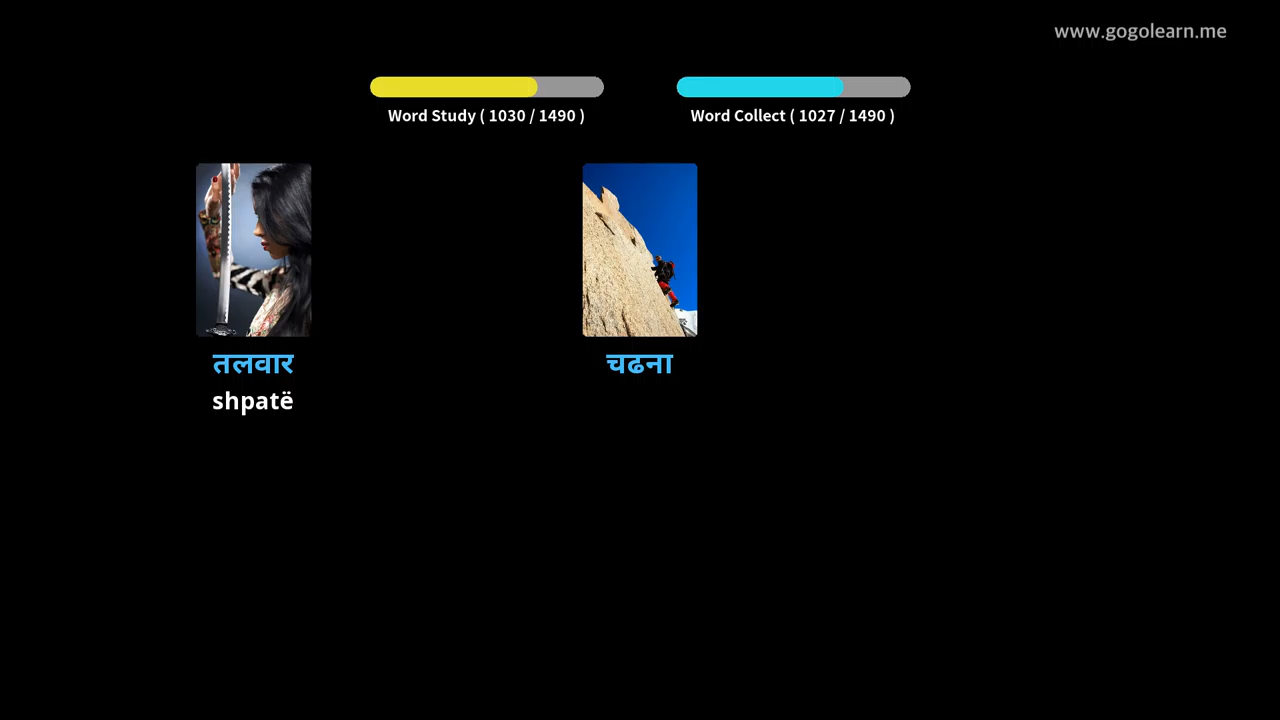 www.gogolearn.me
Word Study ( 1030 / 1490 )
Word Collect ( 1027 / 1490 )
तलवार
shpatë
चढना